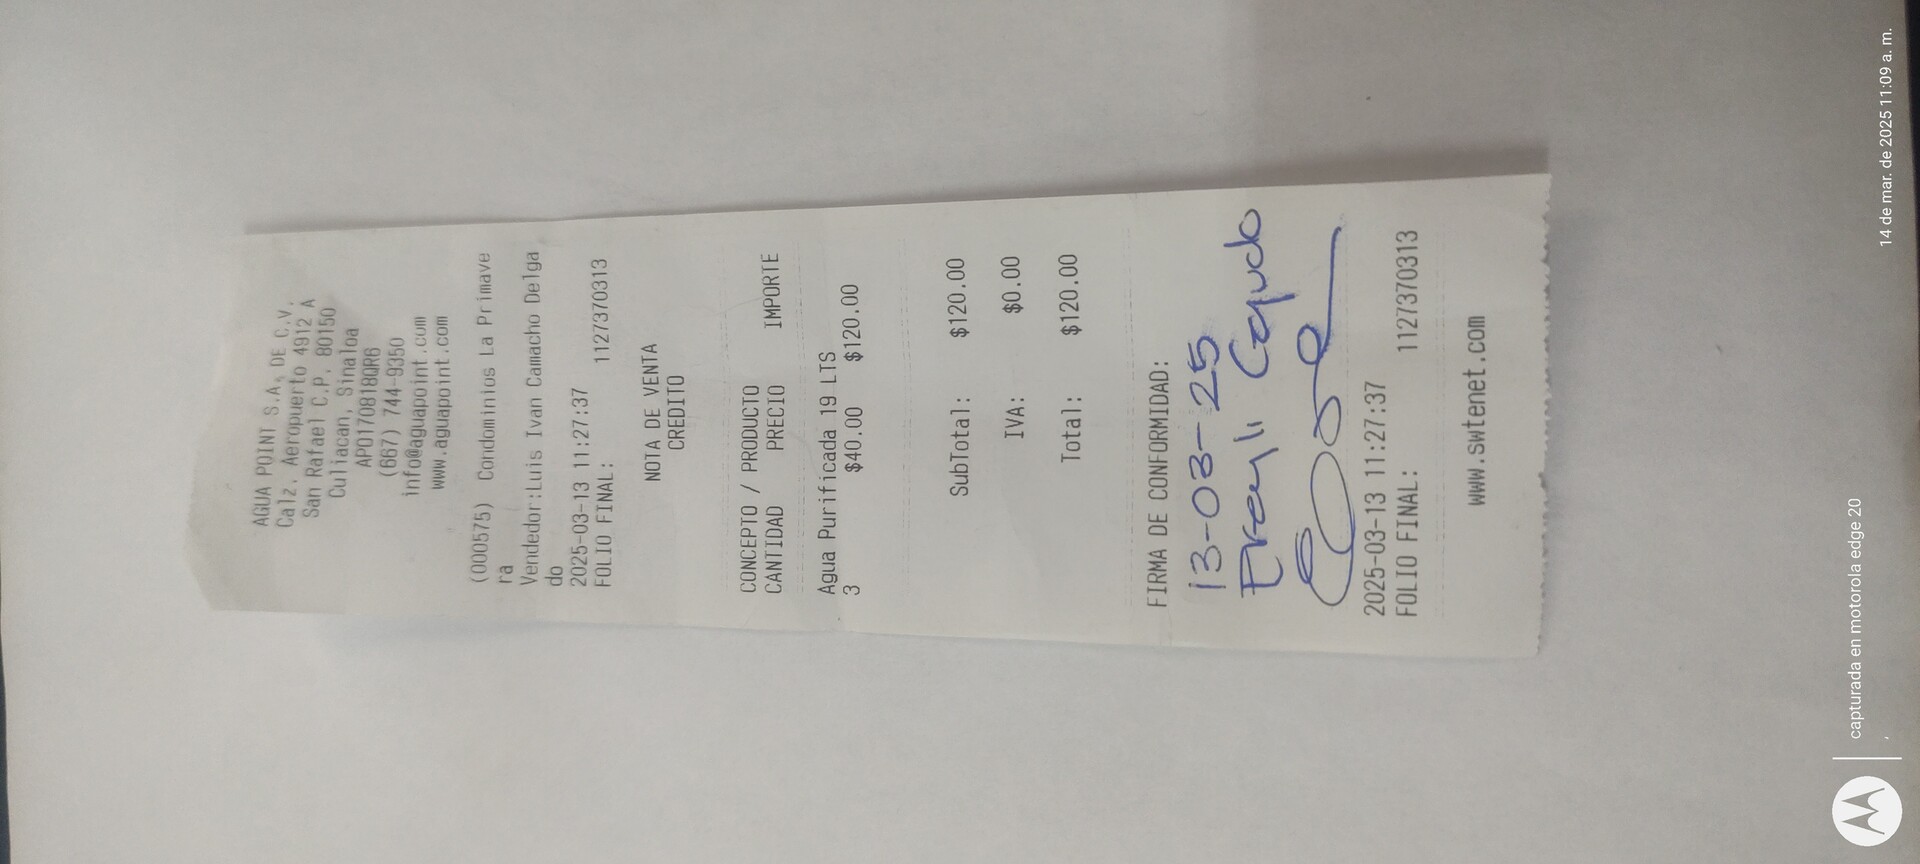 AGUA POINT S.A. DE C.V.
Calz. Aeropuerto 4912 A
San Rafael C.P. 80150
Culiacan, Sinaloa
APO170818QR6
(667) 744-9350
info@aguapoint.com
www.aguapoint.com
(000575) Condominios La Primave
ra
Vendedor:Luis Ivan Camacho Delga
do
2025-03-13 11:27:37
FOLIO FINAL: 1127370313
NOTA DE VENTA
CREDITO
CONCEPTO / PRODUCTO
CANTIDAD PRECIO IMPORTE
Agua Purificada 19 LTS
3 $40.00 $120.00
SubTotal: $120.00
IVA: $0.00
Total: $120.00
FIRMA DE CONFORMIDAD:
13-03-25
2025-03-13 11:27:37
FOLIO FINAL: 1127370313
www.swtenet.com
capturada en motorola edge 20
14 de mar. de 2025 11:09 a. m.